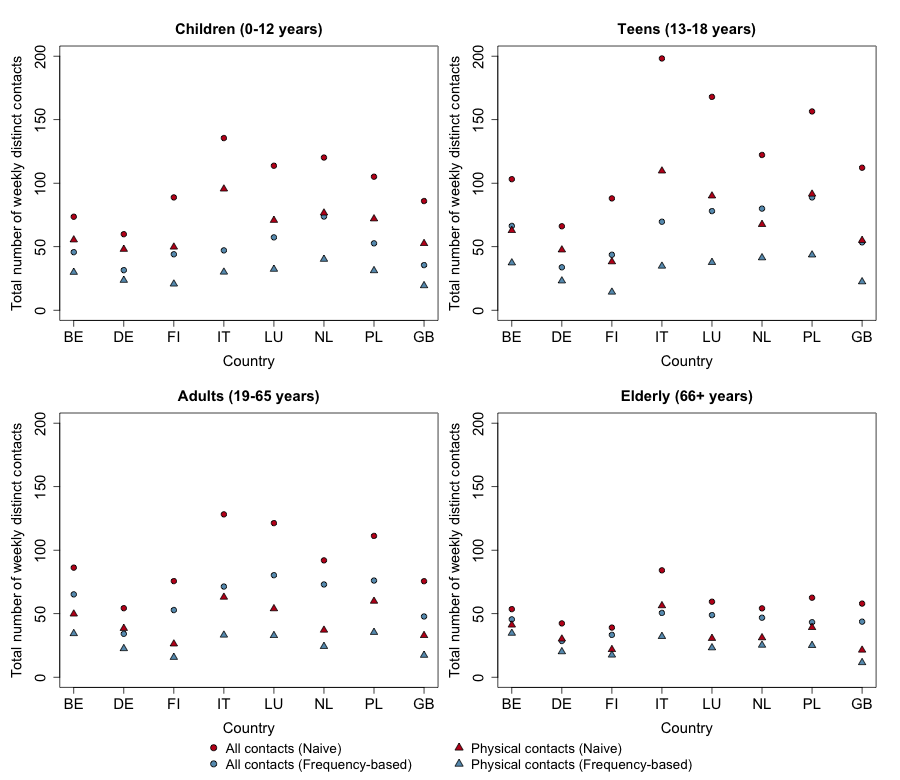 Children (0-12 years)
Total number of weekly distinct contacts
200
150
100
50
0
BE DE FI IT LU NL PL GB
Country
Teens (13-18 years)
Total number of weekly distinct contacts
200
150
100
50
0
BE DE FI IT LU NL PL GB
Country
Adults (19-65 years)
Total number of weekly distinct contacts
200
150
100
50
0
BE DE FI IT LU NL PL GB
Country
Elderly (66+ years)
Total number of weekly distinct contacts
200
150
100
50
0
BE DE FI IT LU NL PL GB
Country
All contacts (Naive)
All contacts (Frequency-based)
Physical contacts (Naive)
Physical contacts (Frequency-based)